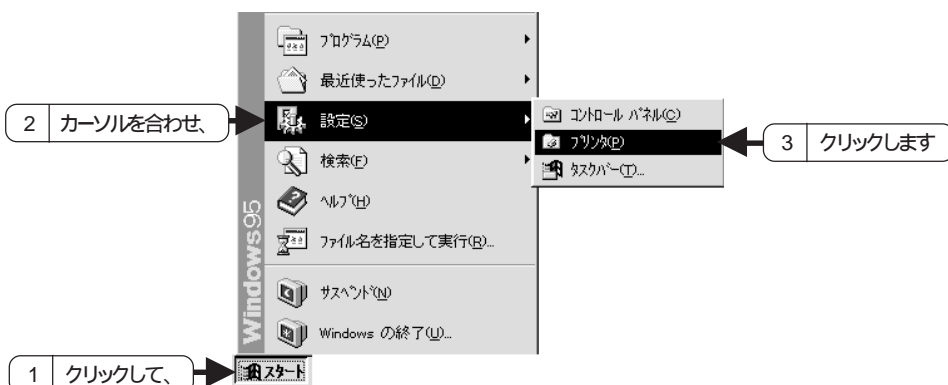 プログラム(P)
最近使ったファイル(D)
2 カーソルを合わせ、
設定(S)
コントロール パネル(C)
プリンタ(P)
3 クリックします
タスクバー(T)...
検索(F)
ヘルプ(H)
ファイル名を指定して実行(R)...
サスペンド(N)
Windows の終了(U)...
Windows95
1 クリックして、
スタート